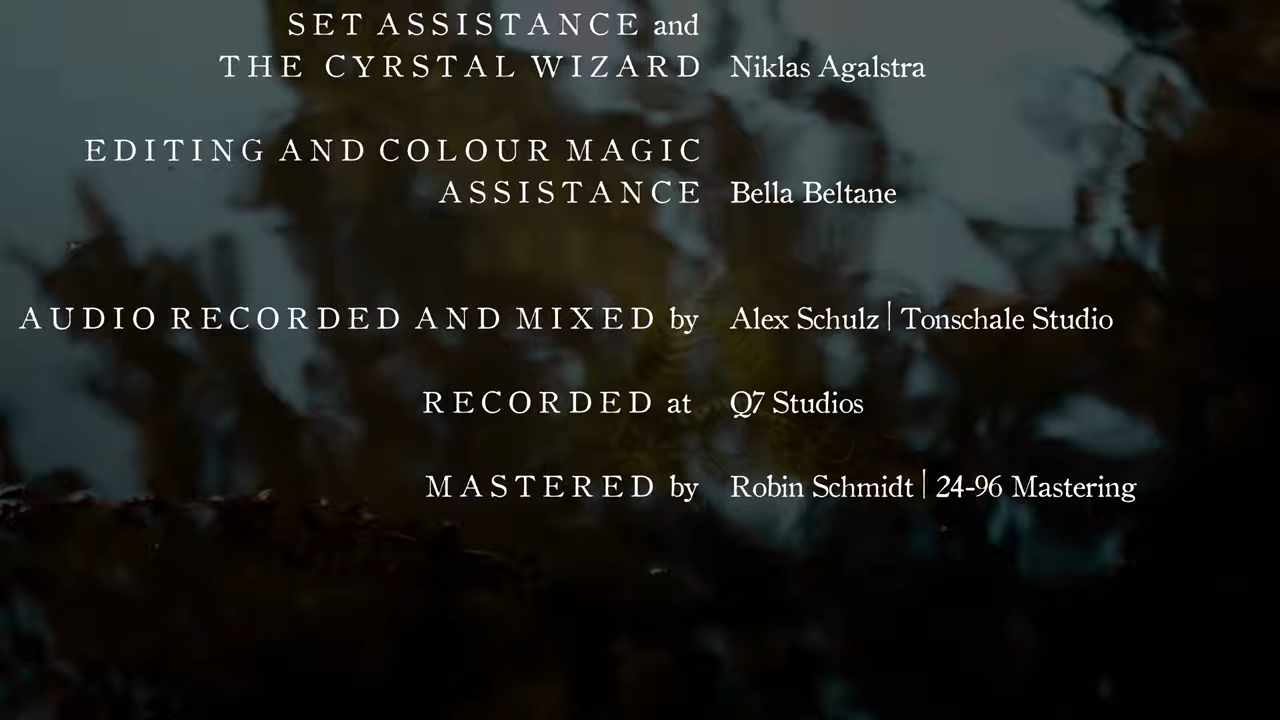 SET ASSISTANCE and
THE CYRSTAL WIZARD Niklas Agalstra
EDITING AND COLOUR MAGIC
ASSISTANCE Bella Beltane
AUDIO RECORDED AND MIXED by Alex Schulz | Tonschale Studio
RECORDED at Q7 Studios
MASTERED by Robin Schmidt | 24-96 Mastering